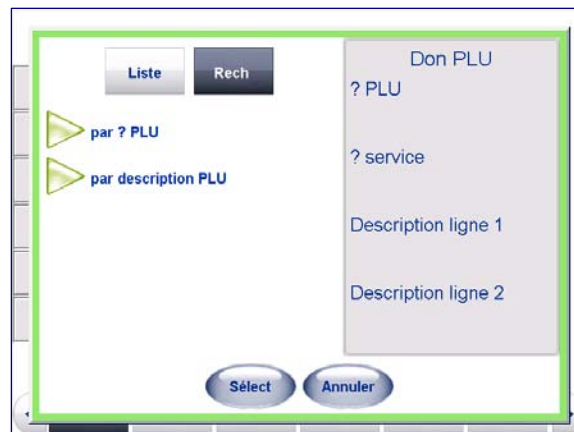 Liste
Rech
par ? PLU
par description PLU
Don PLU
? PLU
? service
Description ligne 1
Description ligne 2
Sélect
Annuler